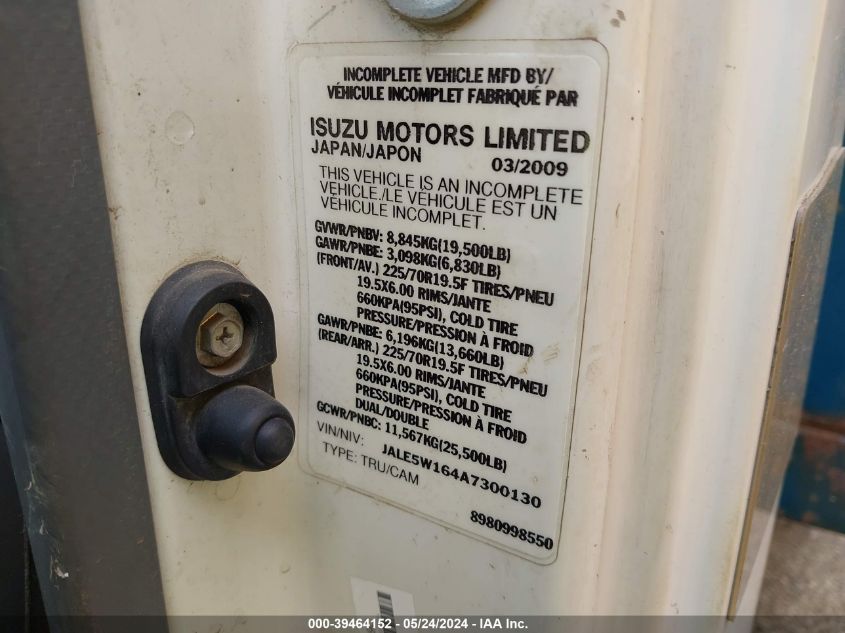 INCOMPLETE VEHICLE MFD BY/
VÉHICULE INCOMPLET FABRIQUÉ PAR
ISUZU MOTORS LIMITED
JAPAN/JAPON 03/2009
THIS VEHICLE IS AN INCOMPLETE
VEHICLE./LE VÉHICULE EST UN
VÉHICULE INCOMPLET.
GVWR/PNBV: 8,845KG(19,500LB)
GAWR/PNBE: 3,098KG(6,830LB)
(FRONT/AV.) 225/70R19.5F TIRES/PNEU
19.5X6.00 RIMS/JANTE
660KPA(95PSI), COLD TIRE
PRESSURE/PRESSION À FROID
GAWR/PNBE: 6,196KG(13,660LB)
(REAR/ARR.) 225/70R19.5F TIRES/PNEU
19.5X6.00 RIMS/JANTE
660KPA(95PSI), COLD TIRE
PRESSURE/PRESSION À FROID
DUAL/DOUBLE
GCWR/PNBC: 11,567KG(25,500LB)
VIN/NIV: JALE5W164A7300130
TYPE: TRU/CAM
8980998550
000-39464152 - 05/24/2024 - IAA Inc.